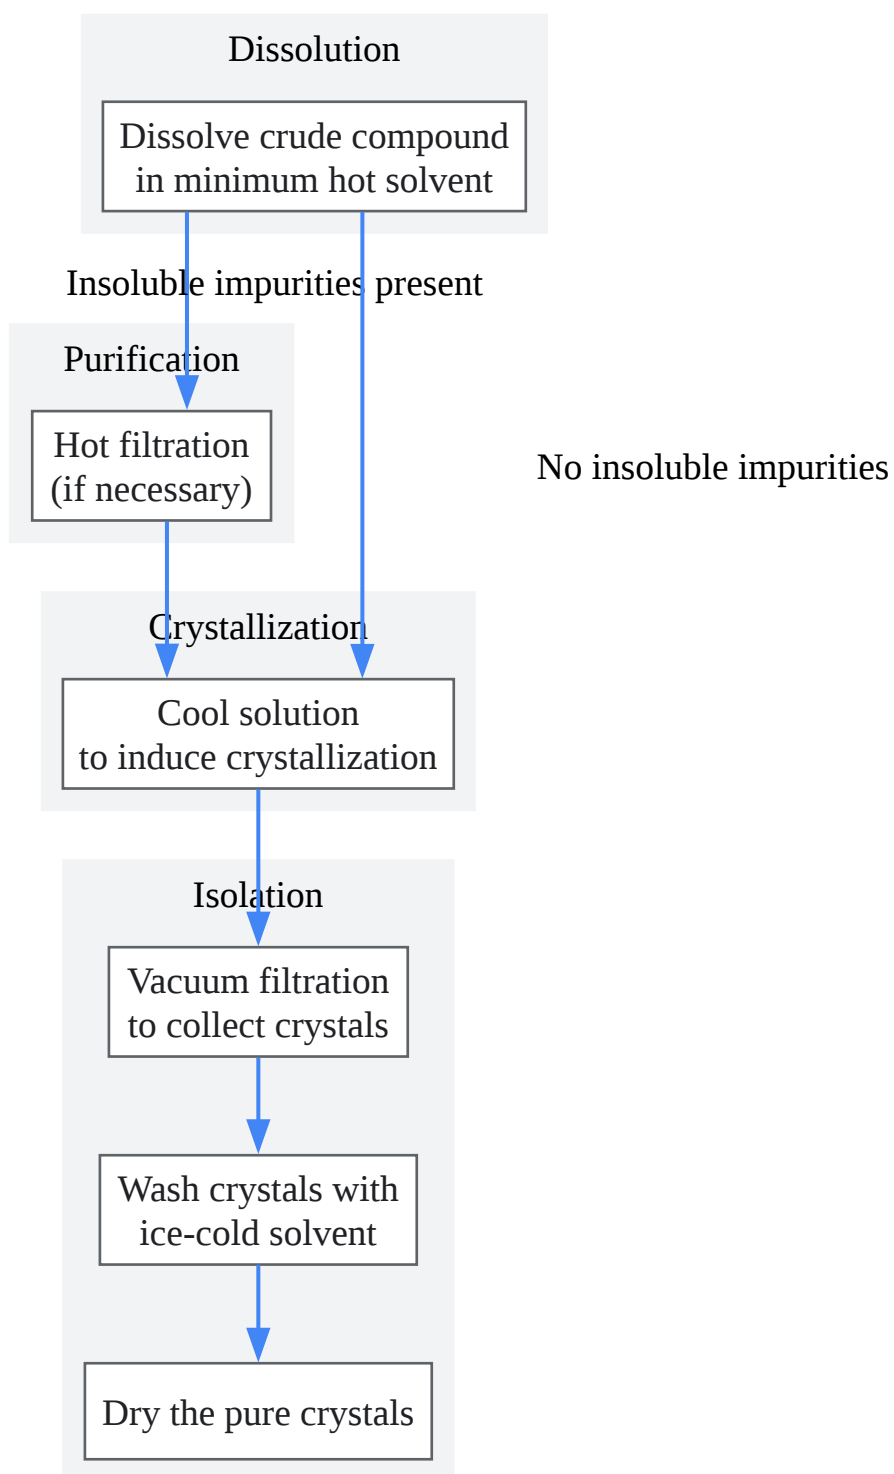 Dissolution
Dissolve crude compound
in minimum hot solvent
Insoluble impurities present
Purification
Hot filtration
(if necessary)
No insoluble impurities
Crystallization
Cool solution
to induce crystallization
Isolation
Vacuum filtration
to collect crystals
Wash crystals with
ice-cold solvent
Dry the pure crystals